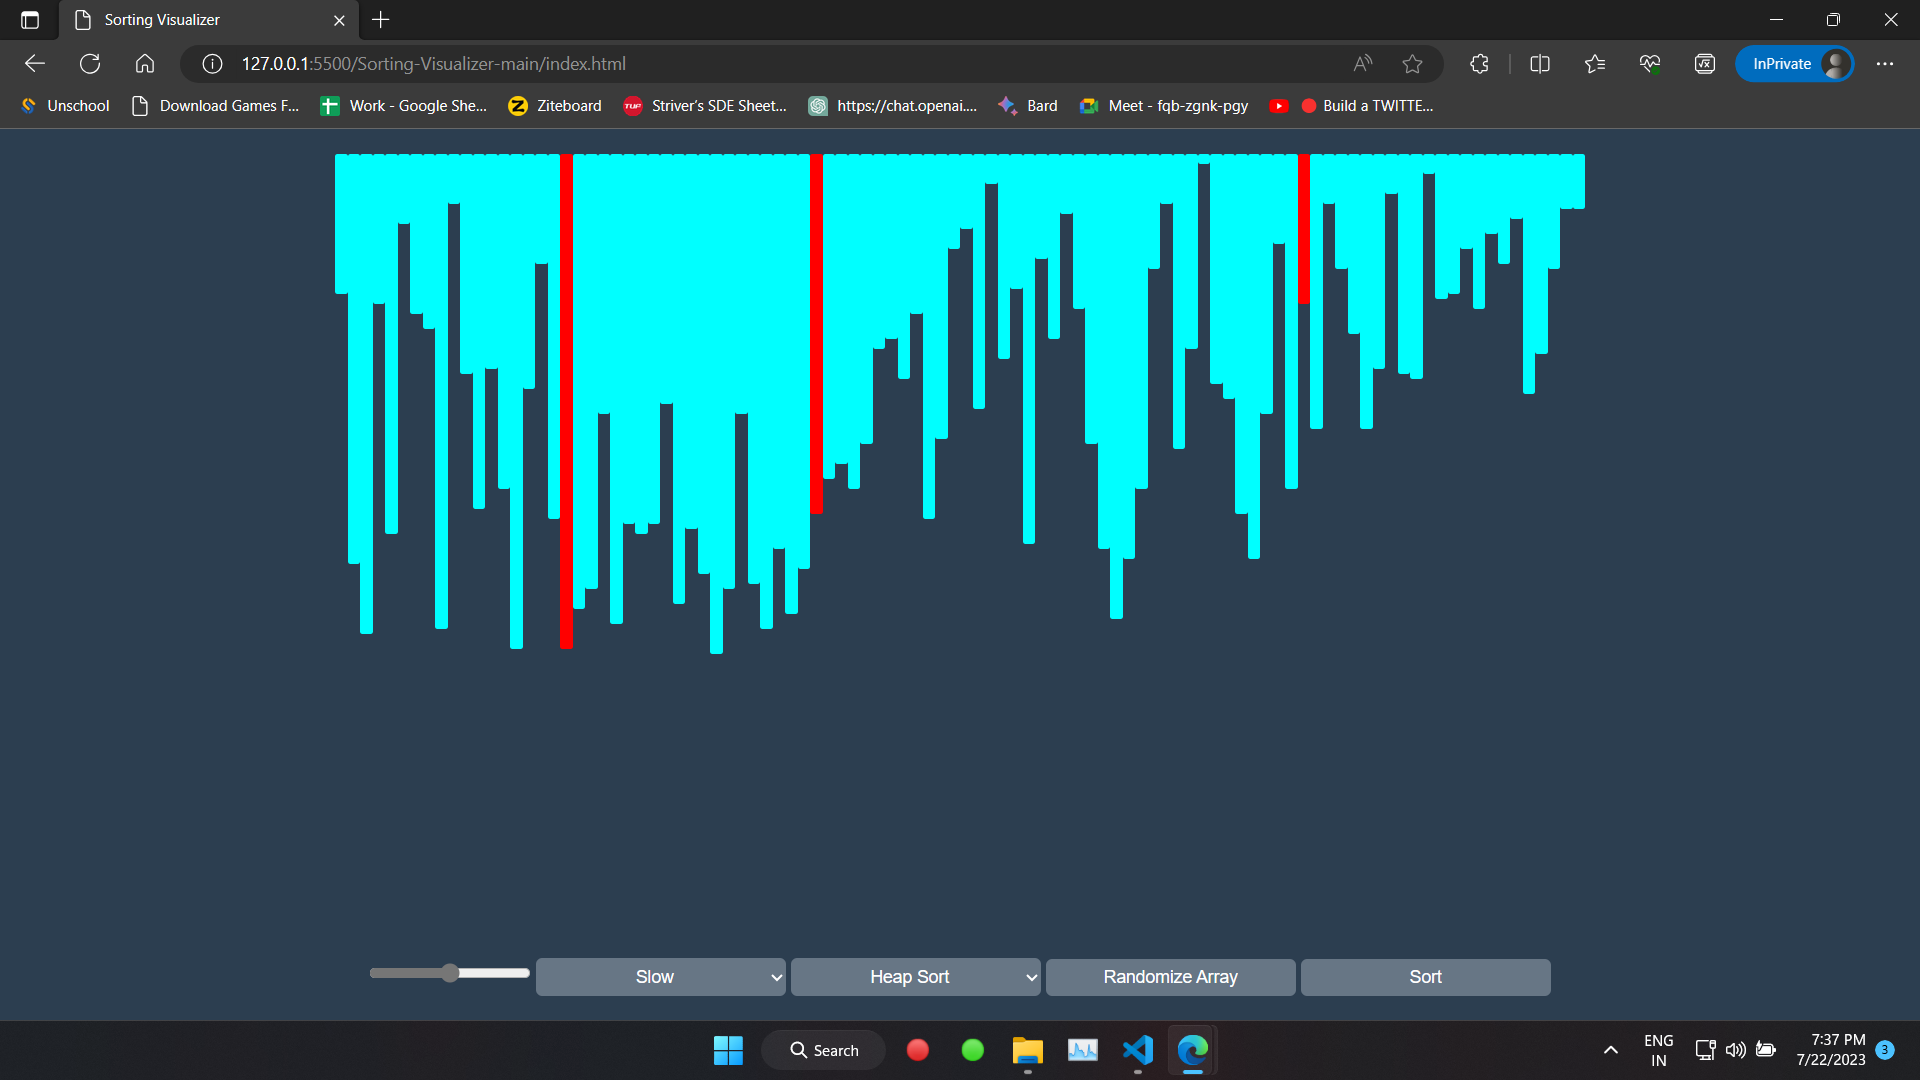 Sorting Visualizer
127.0.0.1:5500/Sorting-Visualizer-main/index.html
InPrivate
Unschool
Download Games F...
Work - Google She...
Ziteboard
TUF
Striver's SDE Sheet...
https://chat.openai....
Bard
Meet - fqb-zgnk-pgy
Build a TWITTE...
Slow
Heap Sort
Randomize Array
Sort
Search
ENG
IN
7:37 PM
7/22/2023
3